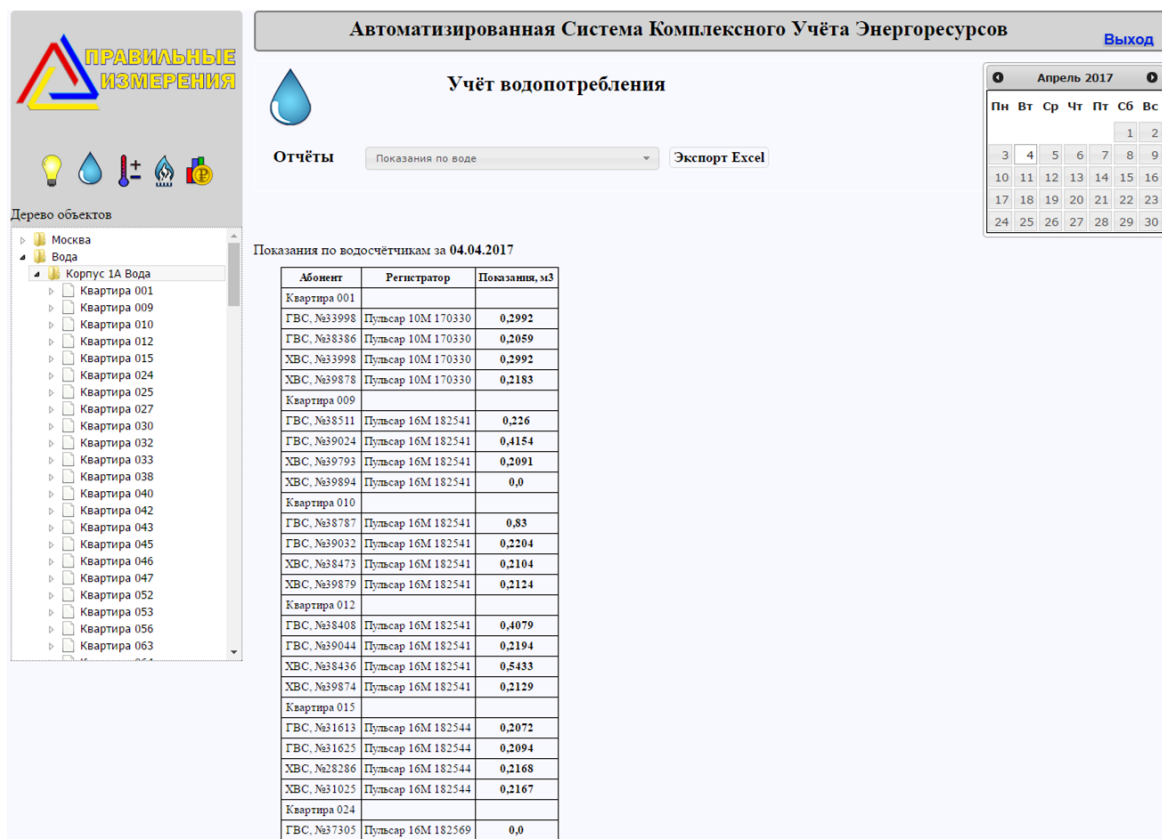 Автоматизированная Система Комплексного Учёта Энергоресурсов
Выход
ПРАВИЛЬНЫЕ
ИЗМЕРЕНИЯ
Учёт водопотребления
Отчёты
Показания по воде
Экспорт Excel
Апрель 2017
Пн Вт Ср Чт Пт Сб Вс
1 2
3 4 5 6 7 8 9
10 11 12 13 14 15 16
17 18 19 20 21 22 23
24 25 26 27 28 29 30
Дерево объектов
Москва
Вода
Корпус 1А Вода
Квартира 001
Квартира 009
Квартира 010
Квартира 012
Квартира 015
Квартира 024
Квартира 025
Квартира 027
Квартира 030
Квартира 032
Квартира 033
Квартира 038
Квартира 040
Квартира 042
Квартира 043
Квартира 045
Квартира 046
Квартира 047
Квартира 052
Квартира 053
Квартира 056
Квартира 063
Показания по водосчётчикам за 04.04.2017
Абонент Регистратор Показания, м3
Квартира 001
ГВС, №33998 Пульсар 10М 170330 0,2992
ГВС, №38386 Пульсар 10М 170330 0,2059
ХВС, №33998 Пульсар 10М 170330 0,2992
ХВС, №39878 Пульсар 10М 170330 0,2183
Квартира 009
ГВС, №38511 Пульсар 16М 182541 0,226
ГВС, №39024 Пульсар 16М 182541 0,4154
ХВС, №39793 Пульсар 16М 182541 0,2091
ХВС, №39894 Пульсар 16М 182541 0,0
Квартира 010
ГВС, №38787 Пульсар 16М 182541 0,83
ГВС, №39032 Пульсар 16М 182541 0,2204
ХВС, №38473 Пульсар 16М 182541 0,2104
ХВС, №39879 Пульсар 16М 182541 0,2124
Квартира 012
ГВС, №38408 Пульсар 16М 182541 0,4079
ГВС, №39044 Пульсар 16М 182541 0,2194
ХВС, №38436 Пульсар 16М 182541 0,5433
ХВС, №39874 Пульсар 16М 182541 0,2129
Квартира 015
ГВС, №31613 Пульсар 16М 182544 0,2072
ГВС, №31625 Пульсар 16М 182544 0,2094
ХВС, №28286 Пульсар 16М 182544 0,2168
ХВС, №31025 Пульсар 16М 182544 0,2167
Квартира 024
ГВС, №37305 Пульсар 16М 182569 0,0